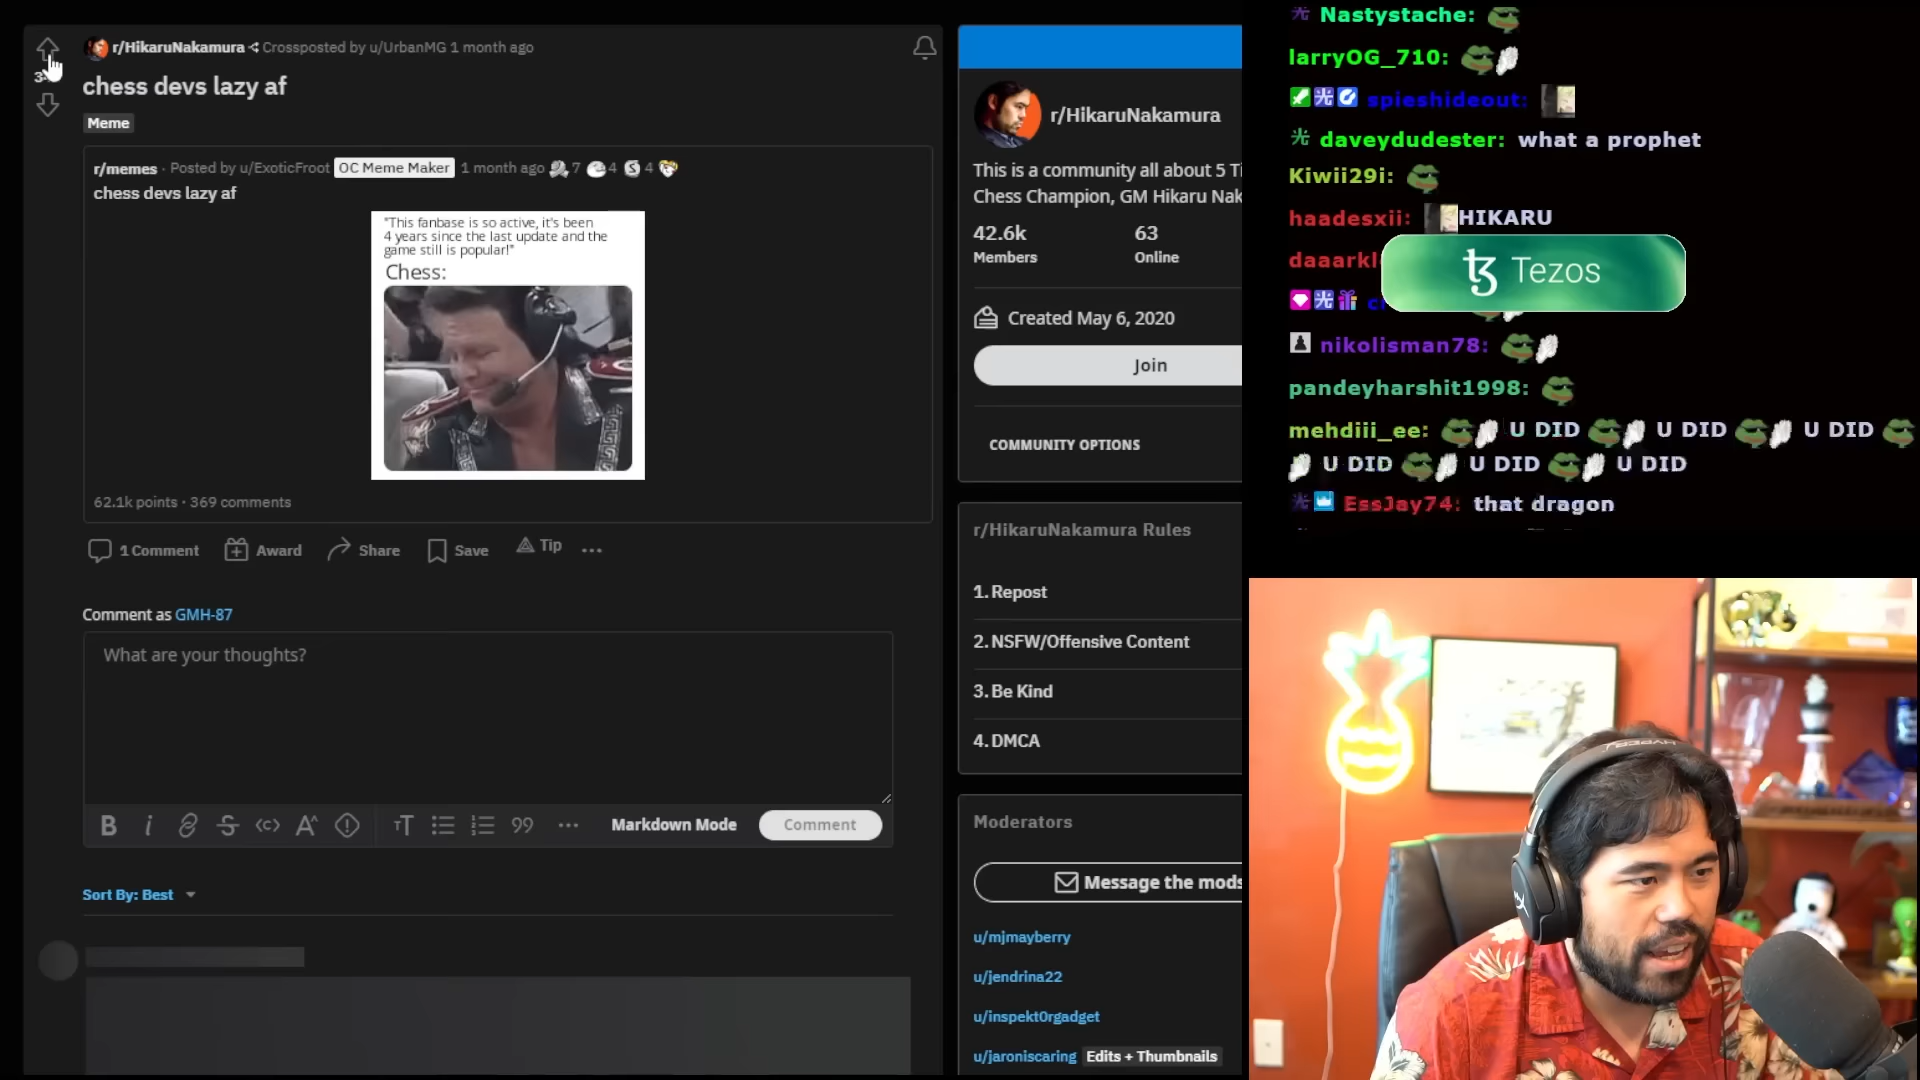 r/HikaruNakamura Crossposted by u/UrbanMG 1 month ago
chess devs lazy af
Meme
r/memes · Posted by u/ExoticFroot OC Meme Maker 1 month ago 7 4 4
chess devs lazy af
"This fanbase is so active, it's been
4 years since the last update and the
game still is popular!"
Chess:
62.1k points · 369 comments
1 Comment Award Share Save Tip
Comment as GMH-87
What are your thoughts?
Markdown Mode Comment
Sort By: Best
r/HikaruNakamura
This is a community all about 5 Ti
Chess Champion, GM Hikaru Nak
42.6k 63
Members Online
Created May 6, 2020
Join
COMMUNITY OPTIONS
r/HikaruNakamura Rules
1. Repost
2. NSFW/Offensive Content
3. Be Kind
4. DMCA
Moderators
Message the mods
u/mjmayberry
u/jendrina22
u/inspekt0rgadget
u/jaroniscaring Edits + Thumbnails
Nastystache:
larryOG_710:
spieshideout:
daveydudester: what a prophet
Kiwii29i:
haadesxii: HIKARU
daaarkl
Tezos
nikolisman78:
pandeyharshit1998:
mehdiii_ee: U DID U DID U DID
U DID U DID U DID
EssJay74: that dragon
HYPERX